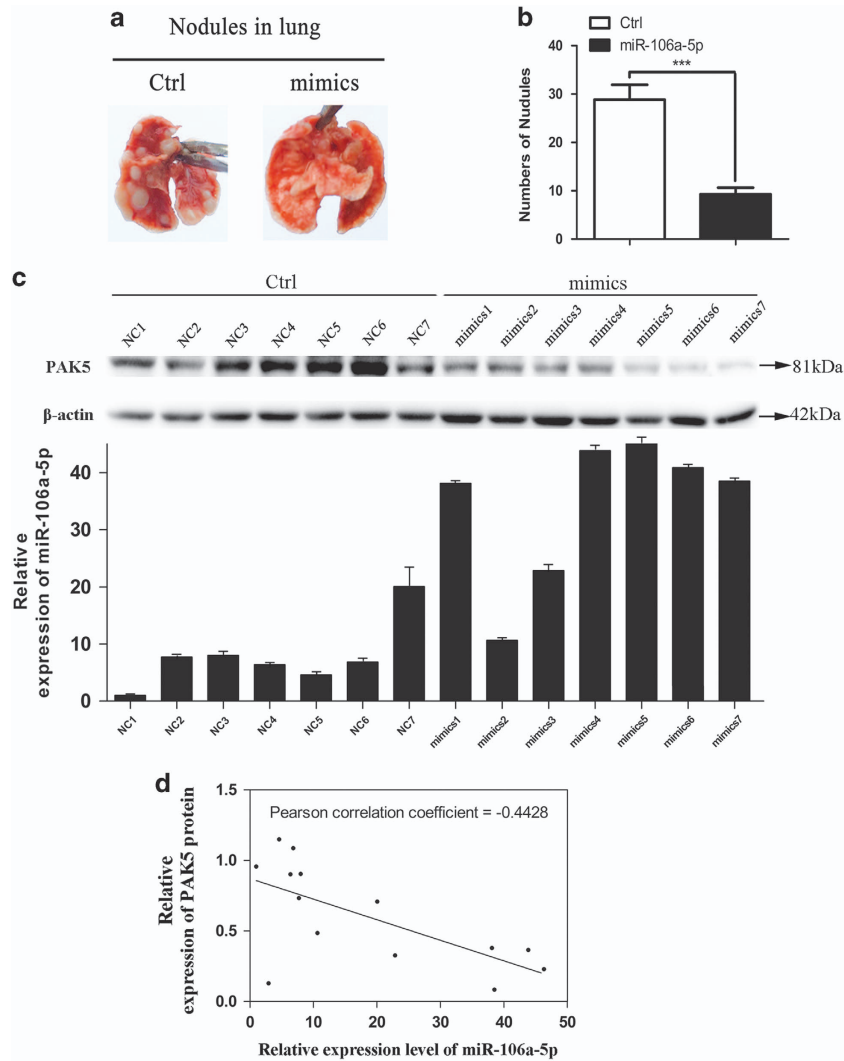 a
Nodules in lung
Ctrl
mimics
b
Ctrl
miR-106a-5p
***
Numbers of Nudules
40
30
20
10
0
c
Ctrl
mimics
NC1
NC2
NC3
NC4
NC5
NC6
NC7
mimics1
mimics2
mimics3
mimics4
mimics5
mimics6
mimics7
PAK5
81kDa
β-actin
42kDa
Relative
expression of miR-106a-5p
40
30
20
10
0
NC1
NC2
NC3
NC4
NC5
NC6
NC7
mimics1
mimics2
mimics3
mimics4
mimics5
mimics6
mimics7
d
Pearson correlation coefficient = -0.4428
Relative
expression of PAK5 protein
1.5
1.0
0.5
0.0
0
10
20
30
40
50
Relative expression level of miR-106a-5p